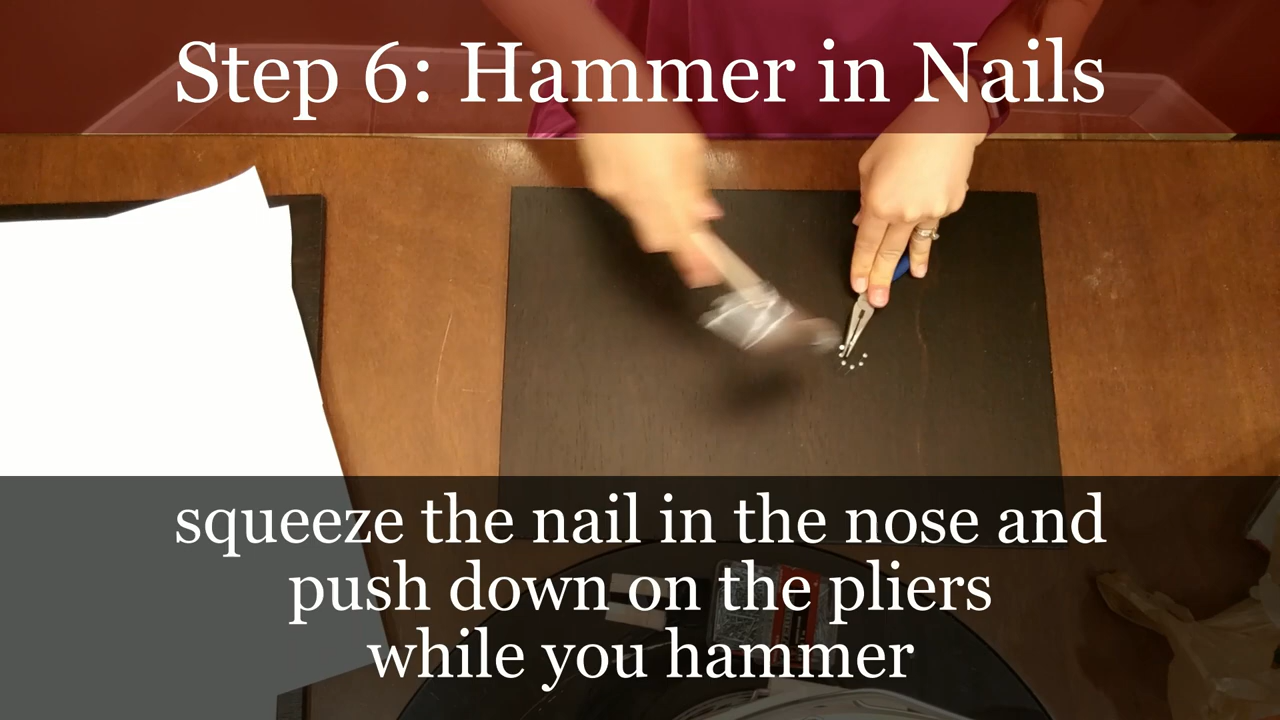 Step 6: Hammer in Nails
squeeze the nail in the nose and
push down on the pliers
while you hammer